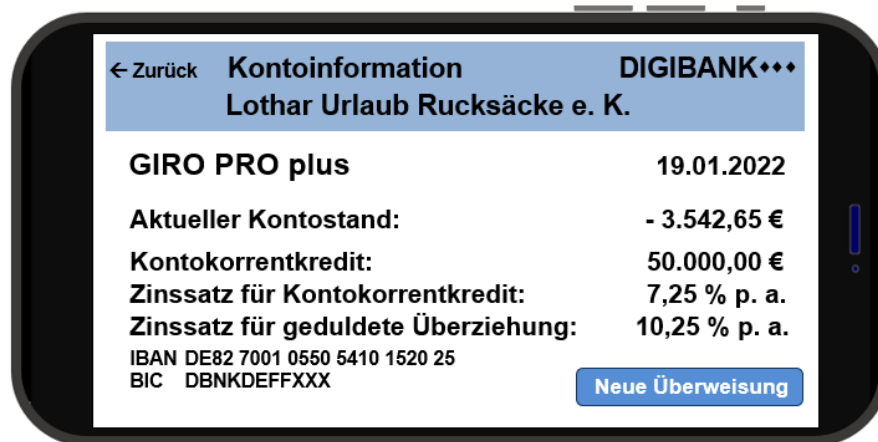 ← Zurück Kontoinformation DIGIBANK♦♦♦
Lothar Urlaub Rucksäcke e. K.
GIRO PRO plus 19.01.2022
Aktueller Kontostand: - 3.542,65 €
Kontokorrentkredit: 50.000,00 €
Zinssatz für Kontokorrentkredit: 7,25 % p. a.
Zinssatz für geduldete Überziehung: 10,25 % p. a.
IBAN DE82 7001 0550 5410 1520 25
BIC DBNKDEFFXXX
Neue Überweisung